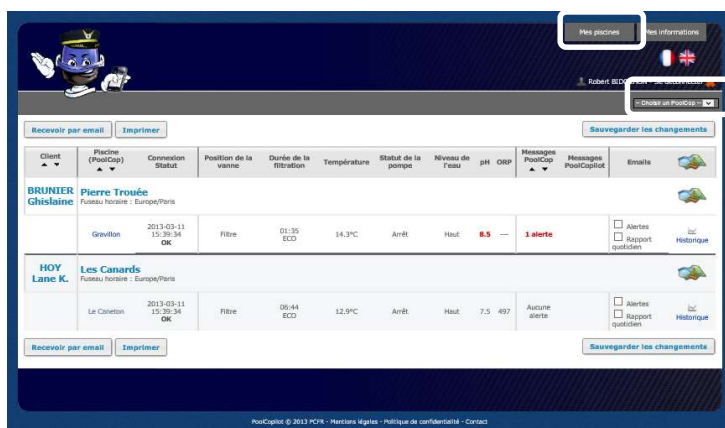 Mes piscines Mes informations
Robert
-- Choisir un PoolCop --
Recevoir par email Imprimer Sauvegarder les changements
Client Piscine (PoolCop) Connexion Statut Position de la vanne Durée de la filtration Température Statut de la pompe Niveau de l'eau pH ORP Messages PoolCop Messages PoolCopilot Emails
BRUNIER Ghislaine Pierre Trouée
Fuseau horaire : Europe/Paris
Gravillon 2013-03-11 15:39:34 OK Filtre 01:35 ECO 14.3°C Arrêt Haut 8.5 --- 1 alerte Alertes Rapport quotidien Historique
HOY Lane K. Les Canards
Fuseau horaire : Europe/Paris
Le Caneton 2013-03-11 15:39:34 OK Filtre 06:44 ECO 12.9°C Arrêt Haut 7.5 497 Aucune alerte Alertes Rapport quotidien Historique
Recevoir par email Imprimer Sauvegarder les changements
PoolCopilot © 2013 PCFR - Mentions légales - Politique de confidentialité - Contact